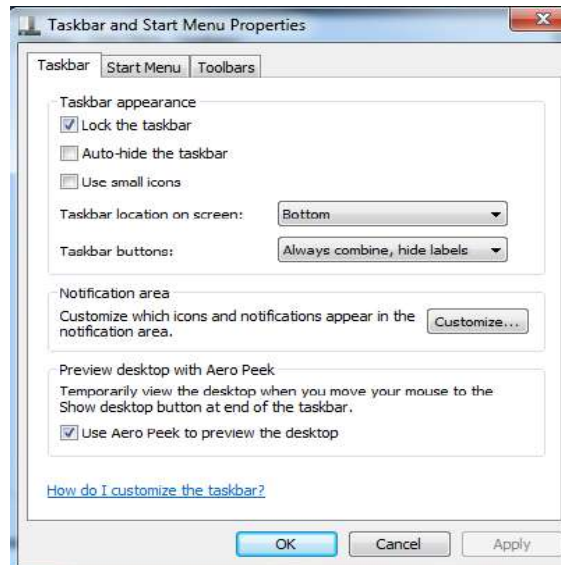 Taskbar and Start Menu Properties
Taskbar
Start Menu
Toolbars
Taskbar appearance
Lock the taskbar
Auto-hide the taskbar
Use small icons
Taskbar location on screen:
Bottom
Taskbar buttons:
Always combine, hide labels
Notification area
Customize which icons and notifications appear in the
notification area.
Customize...
Preview desktop with Aero Peek
Temporarily view the desktop when you move your mouse to the
Show desktop button at end of the taskbar.
Use Aero Peek to preview the desktop
How do I customize the taskbar?
OK
Cancel
Apply